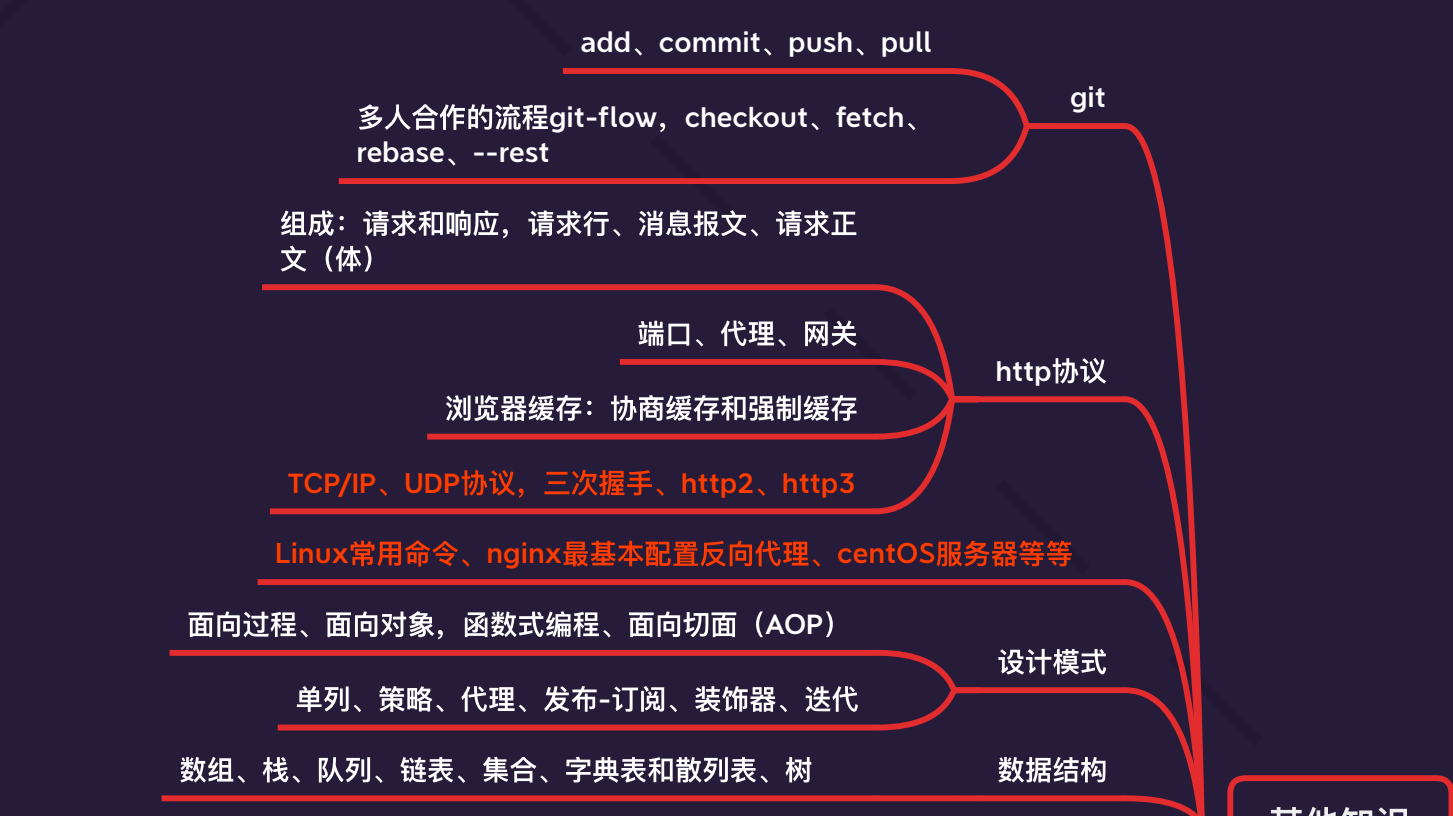 add、commit、push、pull
git
多人合作的流程git-flow，checkout、fetch、
rebase、--rest
组成：请求和响应，请求行、消息报文、请求正
文（体）
端口、代理、网关
http协议
浏览器缓存：协商缓存和强制缓存
TCP/IP、UDP协议，三次握手、http2、http3
Linux常用命令、nginx最基本配置反向代理、centOS服务器等等
面向过程、面向对象，函数式编程、面向切面（AOP）
设计模式
单列、策略、代理、发布-订阅、装饰器、迭代
数组、栈、队列、链表、集合、字典表和散列表、树
数据结构
其他知识